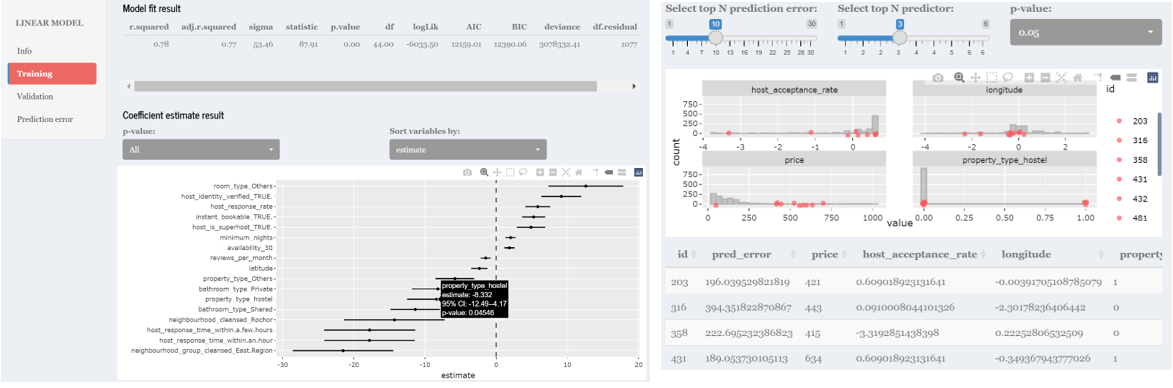 LINEAR MODEL
Info
Training
Validation
Prediction error
Model fit result
r.squared adj.r.squared sigma statistic p.value df logLik AIC BIC deviance df.residual
0.78 0.77 53.46 87.91 0.00 44.00 -6033.50 12159.01 12390.06 3078332.41 1077
Coefficient estimate result
p-value: Sort variables by:
All estimate
room_type_Others
host_identity_verified_TRUE.
host_response_rate
instant_bookable_TRUE.
host_is_superhost_TRUE.
minimum_nights
availability_30
reviews_per_month
latitude
property_type_Others
bathroom_type_Private
property_type_hostel
bathroom_type_Shared
neighbourhood_cleansed_Rochor
host_response_time_within.a.few.hours
host_response_time_within.an.hour
neighbourhood_group_cleansed_East.Region
property_type_hostel
estimate: -8.332
95% CI: -12.49--4.17
p-value: 0.04546
-30 -20 -10 0 10 20
estimate
Select top N prediction error: Select top N predictor: p-value:
1 10 30 1 3 6 0.05
1 4 7 10 13 16 19 22 25 28 30 1 2 3 4 5 6
host_acceptance_rate longitude id
750
500
250
0
-4 -3 -2 -1 0 -4 -2 0 2
price property_type_hostel
750
500
250
0
0 250 500 750 1000 0.00 0.25 0.50 0.75 1.00
count
value
203
316
358
431
432
481
id pred_error price host_acceptance_rate longitude property
203 196.039529821819 421 0.609018923131641 -0.00391705108785079 1
316 394.351822870867 443 0.0910008044101326 -2.30178236406442 0
358 222.695232386823 415 -3.3192851438398 0.22252806532509 0
431 189.053730105113 634 0.609018923131641 -0.349367943777026 1